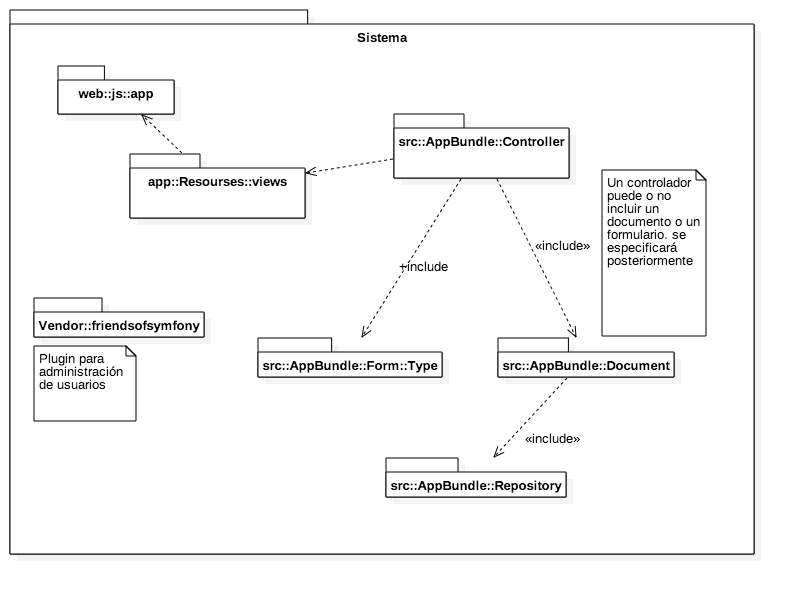 Sistema
web::js::app
src::AppBundle::Controller
app::Resourses::views
Un controlador
puede o no
incluir un
documento o un
formulario. se
especificará
posteriormente
«include»
+include
Vendor::friendsofsymfony
Plugin para
administración
de usuarios
src::AppBundle::Form::Type
src::AppBundle::Document
«include»
src::AppBundle::Repository